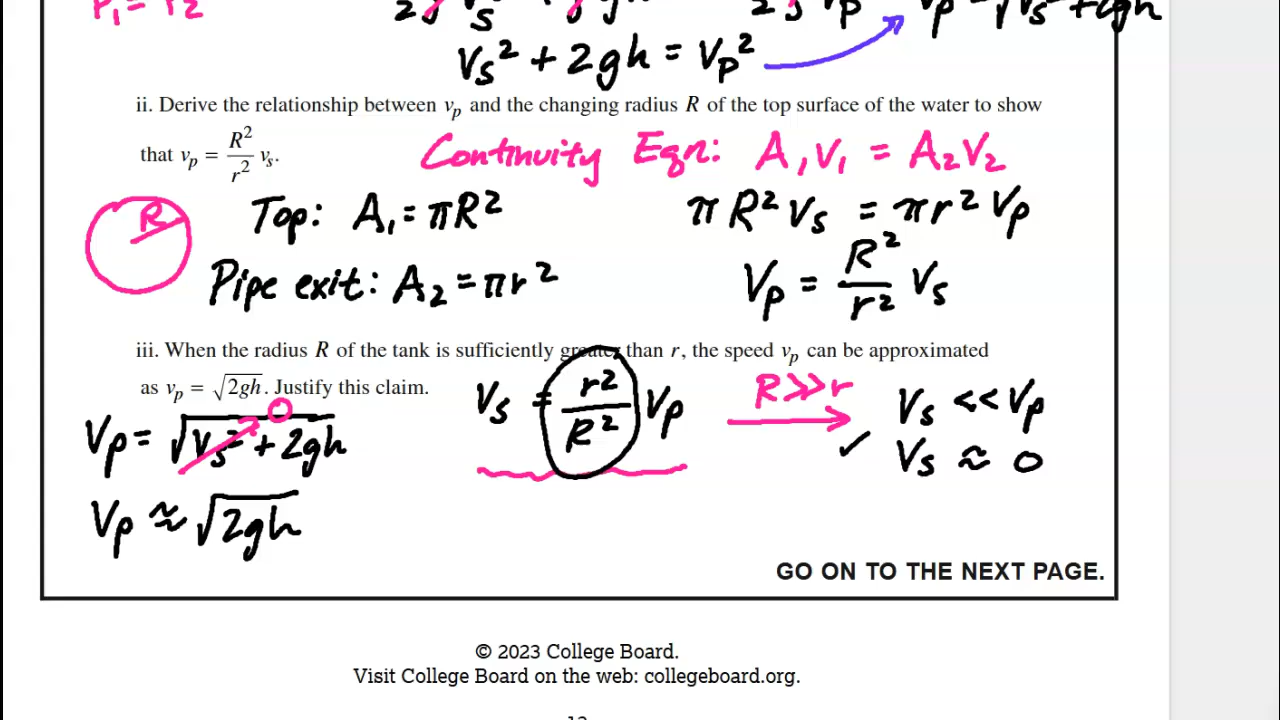 Vs² + 2gh = Vp²
ii. Derive the relationship between vp and the changing radius R of the top surface of the water to show
that vp = R²/r² vs.
Continuity Eqn: A₁V₁ = A₂V₂
R
Top: A₁ = πR²
πR²Vs = πr²Vp
Pipe exit: A₂ = πr²
Vp = R²/r² Vs
iii. When the radius R of the tank is sufficiently greater than r, the speed vp can be approximated
as vp = √2gh. Justify this claim.
Vs = r²/R² Vp
R≫r
Vs << Vp
0
Vp = √Vs² + 2gh
✓ Vs ≈ 0
Vp ≈ √2gh
GO ON TO THE NEXT PAGE.
© 2023 College Board.
Visit College Board on the web: collegeboard.org.